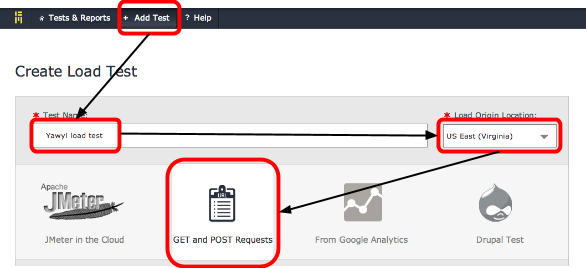 Tests & Reports + Add Test ? Help
Create Load Test
* Test Name: * Load Origin Location:
Yawyl load test US East (Virginia)
Apache
JMeter
JMeter in the Cloud GET and POST Requests From Google Analytics Drupal Test